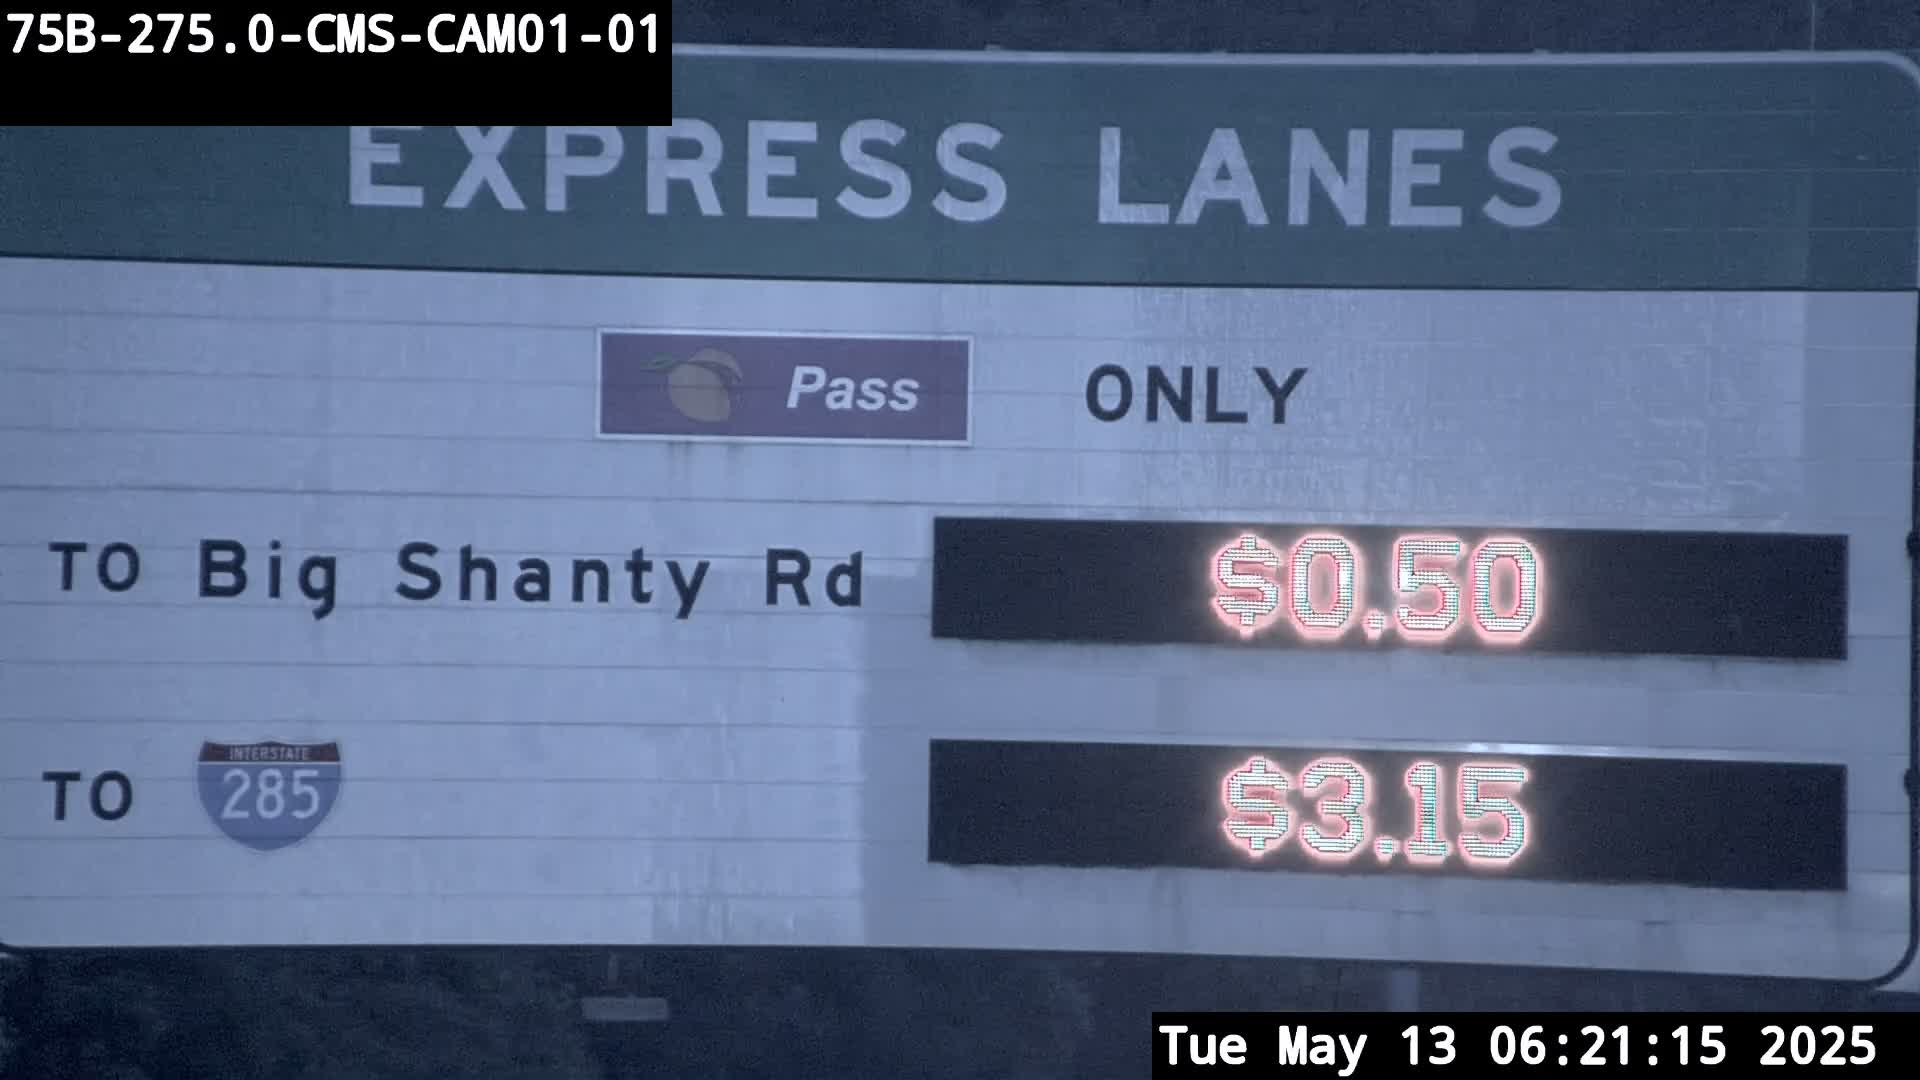 75B-275.0-CMS-CAM01-01
EXPRESS LANES
Pass ONLY
TO Big Shanty Rd $0.50
INTERSTATE
TO 285 $3.15
Tue May 13 06:21:15 2025